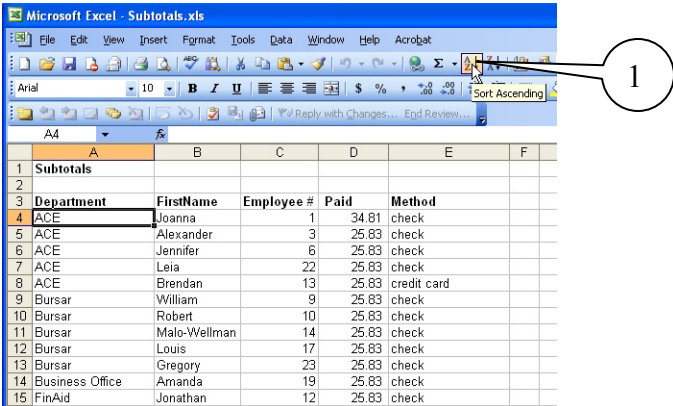 Microsoft Excel - Subtotals.xls
File Edit View Insert Format Tools Data Window Help Acrobat
Arial 10 B I U $ % , .00
Sort Ascending
Reply with Changes... End Review...
A4 fx
A B C D E F
1 Subtotals
2
3 Department FirstName Employee # Paid Method
4 ACE Joanna 1 34.81 check
5 ACE Alexander 3 25.83 check
6 ACE Jennifer 6 25.83 check
7 ACE Leia 22 25.83 check
8 ACE Brendan 13 25.83 credit card
9 Bursar William 9 25.83 check
10 Bursar Robert 10 25.83 check
11 Bursar Malo-Wellman 14 25.83 check
12 Bursar Louis 17 25.83 check
13 Bursar Gregory 23 25.83 check
14 Business Office Amanda 19 25.83 check
15 FinAid Jonathan 12 25.83 check
1